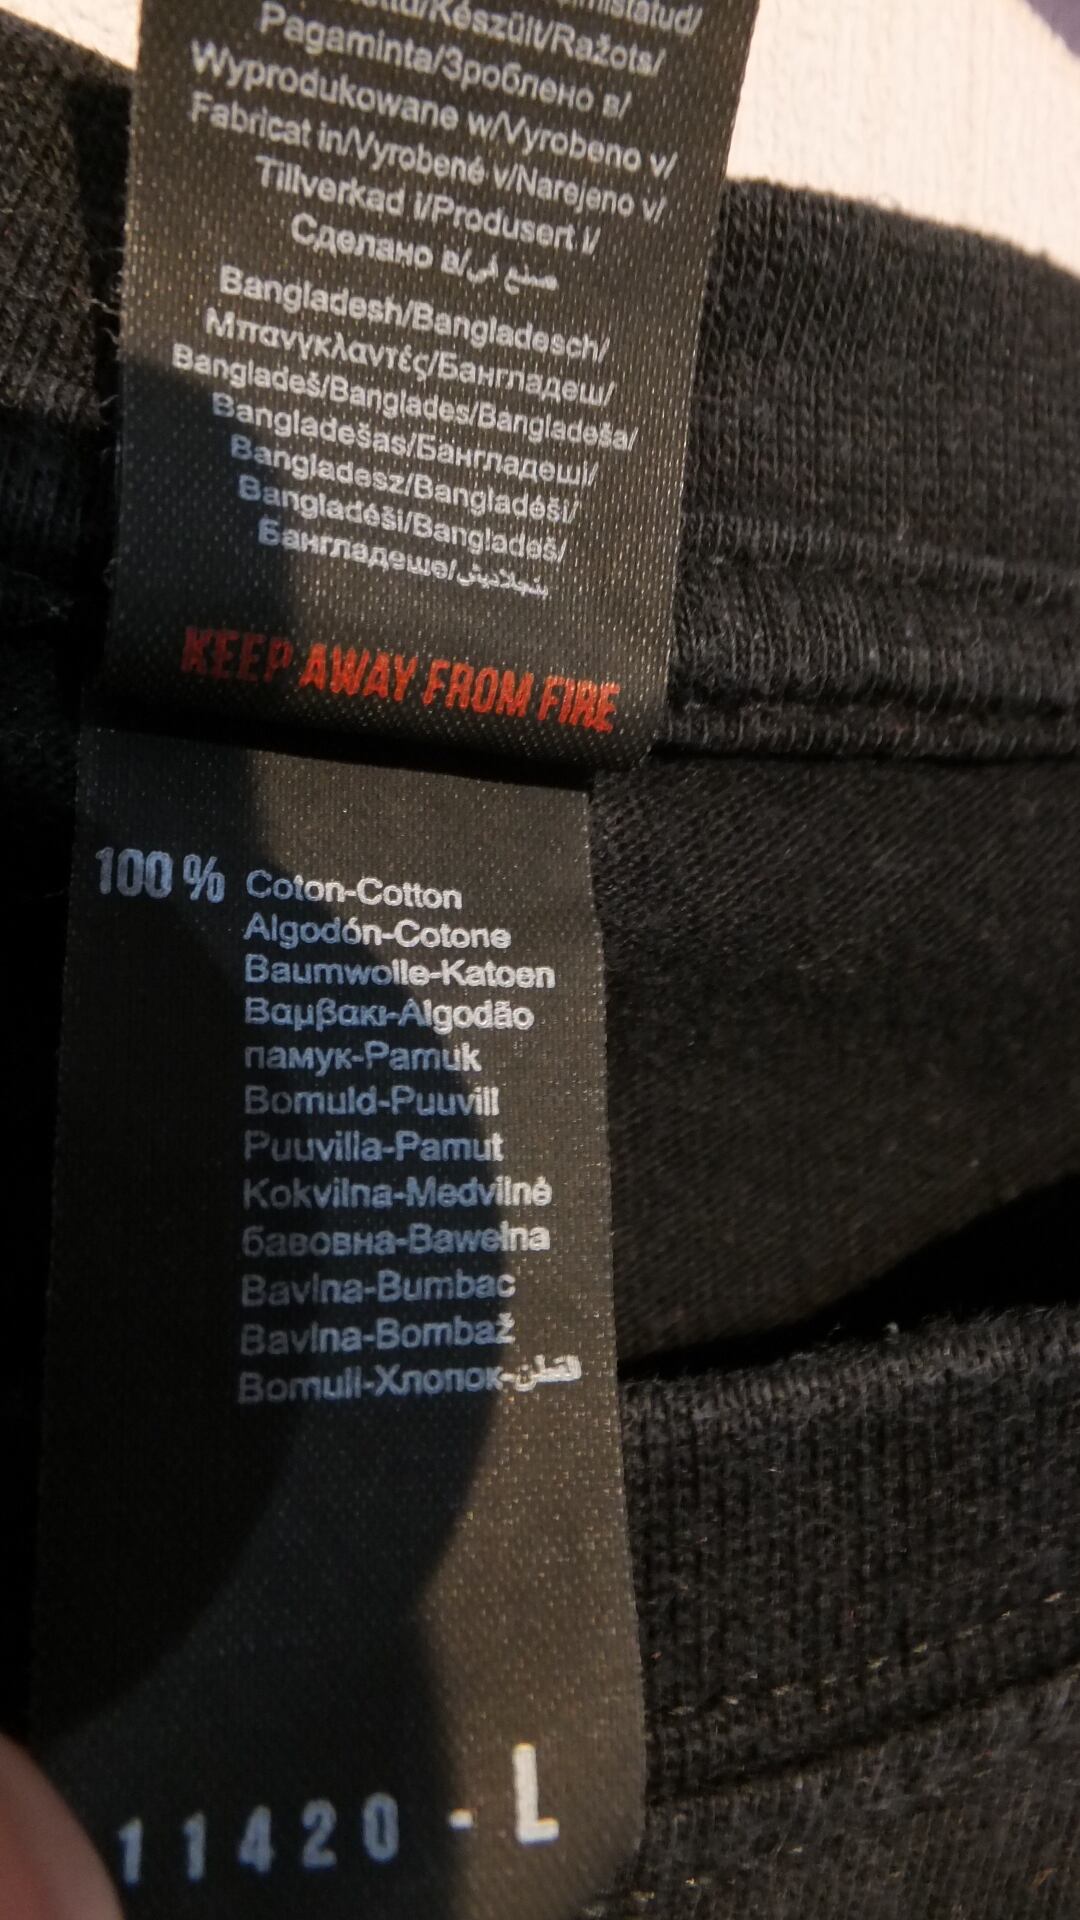 Készült/Ražots/
Pagaminta/Зроблено в/
Wyprodukowane w/Vyrobeno v/
Fabricat in/Vyrobené v/Narejeno v/
Tillverkad i/Produsert i/
Сделано в/صنع في
Bangladesh/Bangladesch/
Μπανγκλαντές/Бангладеш/
Bangladeš/Banglades/Bangladeša/
Bangladešas/Бангладеші/
Bangladesz/Bangladéši/
Bangladéši/Bangladeš/
Бангладеше/بنجلاديش
KEEP AWAY FROM FIRE
100 % Coton-Cotton
Algodón-Cotone
Baumwolle-Katoen
Βαμβακι-Algodão
памук-Pamuk
Bomuld-Puuvill
Puuvilla-Pamut
Kokvilna-Medvilnė
бавовна-Bawełna
Bavlna-Bumbac
Bavlna-Bombaž
Bomull-Хлопок-القطن
11420 - L